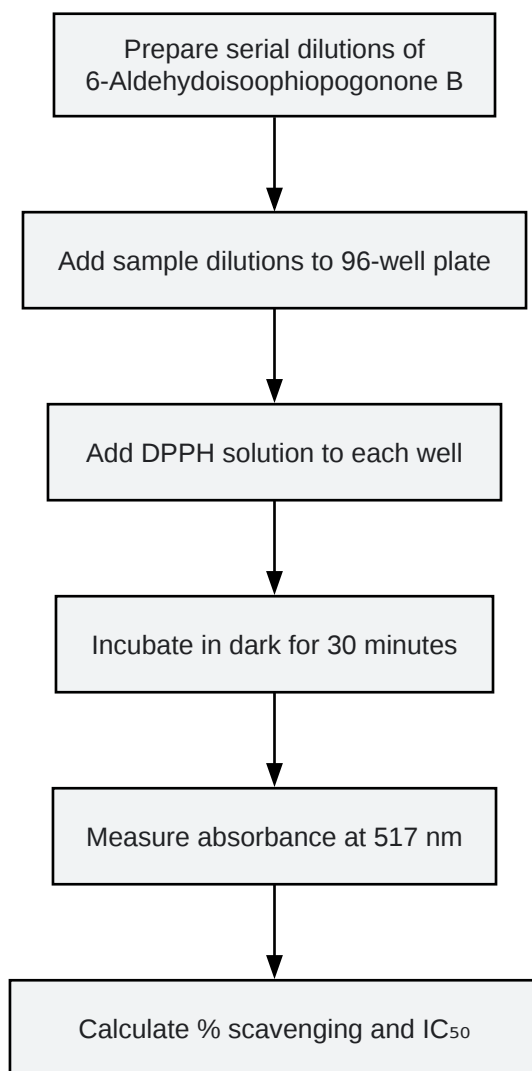 Prepare serial dilutions of
6-Aldehydoisoophiopogonone B
Add sample dilutions to 96-well plate
Add DPPH solution to each well
Incubate in dark for 30 minutes
Measure absorbance at 517 nm
Calculate % scavenging and IC₅₀